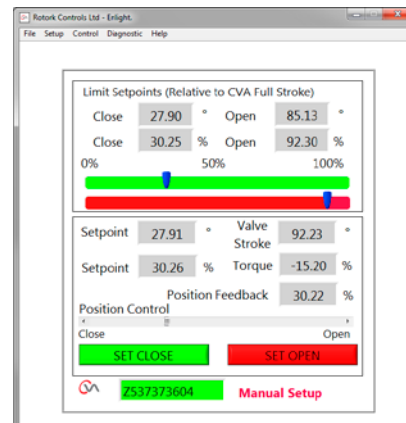 Rotork Controls Ltd - Enlight.
File Setup Control Diagnostic Help
Limit Setpoints (Relative to CVA Full Stroke)
Close 27.90 ° Open 85.13 °
Close 30.25 % Open 92.30 %
0% 50% 100%
Setpoint 27.91 ° Valve Stroke 92.23 °
Setpoint 30.26 % Torque -15.20 %
Position Feedback 30.22 %
Position Control
Close Open
SET CLOSE SET OPEN
Z537373604 Manual Setup